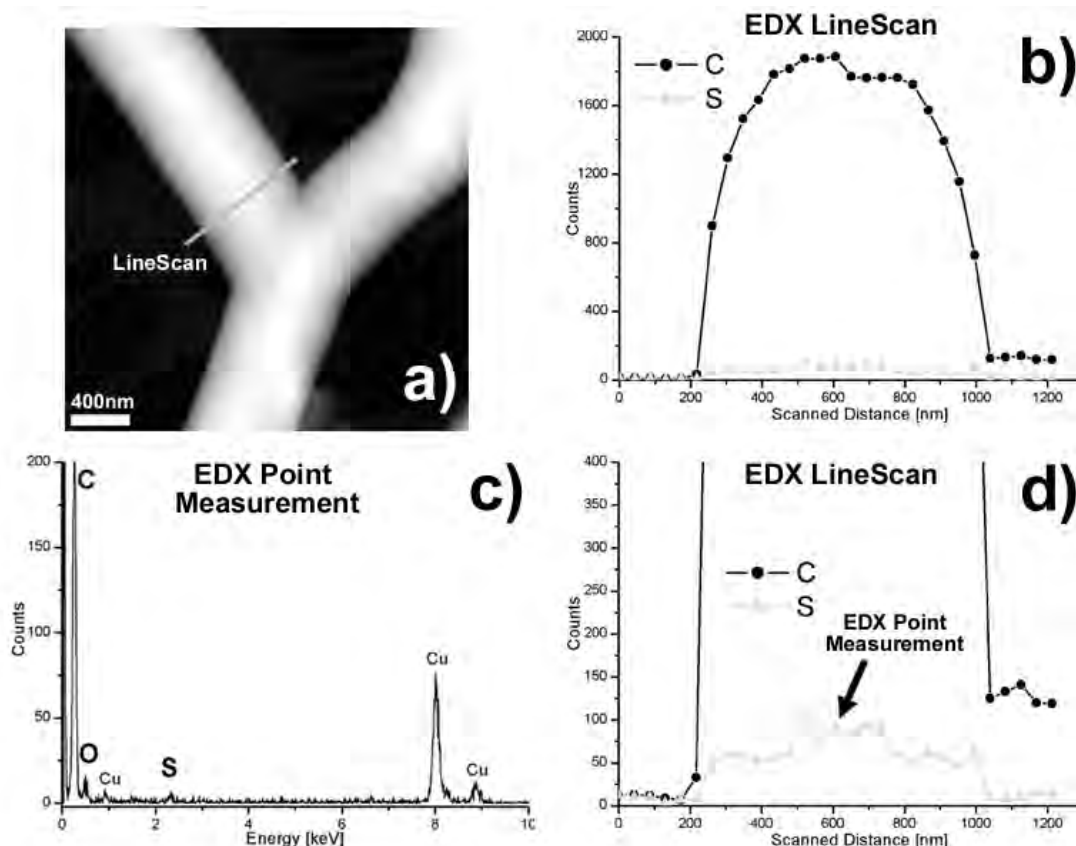 LineScan
400nm
a)
EDX LineScan
b)
C
S
Counts
2000
1600
1200
800
400
0
0 200 400 600 800 1000 1200
Scanned Distance [nm]
EDX Point
Measurement
c)
C
O
Cu
S
Cu
Cu
Counts
200
150
100
50
0
0 2 4 6 8 10
Energy [keV]
EDX LineScan
d)
C
S
EDX Point
Measurement
Counts
400
350
300
250
200
150
100
50
0
0 200 400 600 800 1000 1200
Scanned Distance [nm]